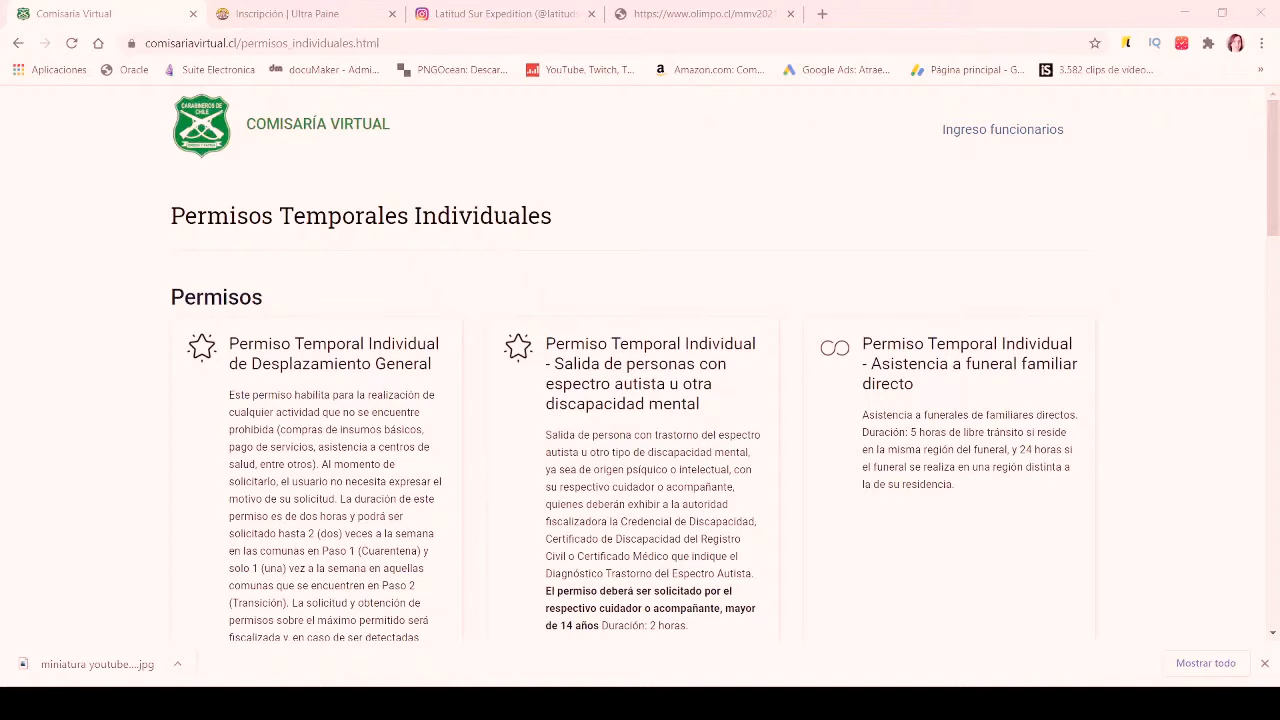 Comisaría Virtual
Inscripción | Ultra Paine
Latitud Sur Expedition (@latituds
https://www.olimpo.cl/mmv2021
comisariavirtual.cl/permisos_individuales.html
Aplicaciones
Oracle
Suite Electronica
docuMaker - Admi...
PNGOcean: Descar...
YouTube, Twitch, T...
Amazon.com: Com...
Google Ads: Atrae...
Página principal - G...
3.582 clips de vídeo...
CARABINEROS DE CHILE
COMISARÍA VIRTUAL
Ingreso funcionarios
Permisos Temporales Individuales
Permisos
Permiso Temporal Individual
de Desplazamiento General
Este permiso habilita para la realización de
cualquier actividad que no se encuentre
prohibida (compras de insumos básicos,
pago de servicios, asistencia a centros de
salud, entre otros). Al momento de
solicitarlo, el usuario no necesita expresar el
motivo de su solicitud. La duración de este
permiso es de dos horas y podrá ser
solicitado hasta 2 (dos) veces a la semana
en las comunas en Paso 1 (Cuarentena) y
solo 1 (una) vez a la semana en aquellas
comunas que se encuentren en Paso 2
(Transición). La solicitud y obtención de
permisos sobre el máximo permitido será
fiscalizada y, en caso de ser detectadas
Permiso Temporal Individual
- Salida de personas con
espectro autista u otra
discapacidad mental
Salida de persona con trastorno del espectro
autista u otro tipo de discapacidad mental,
ya sea de origen psíquico o intelectual, con
su respectivo cuidador o acompañante,
quienes deberán exhibir a la autoridad
fiscalizadora la Credencial de Discapacidad,
Certificado de Discapacidad del Registro
Civil o Certificado Médico que indique el
Diagnóstico Trastorno del Espectro Autista.
El permiso deberá ser solicitado por el
respectivo cuidador o acompañante, mayor
de 14 años Duración: 2 horas.
Permiso Temporal Individual
- Asistencia a funeral familiar
directo
Asistencia a funerales de familiares directos.
Duración: 5 horas de libre tránsito si reside
en la misma región del funeral, y 24 horas si
el funeral se realiza en una región distinta a
la de su residencia.
miniatura youtube....jpg
Mostrar todo